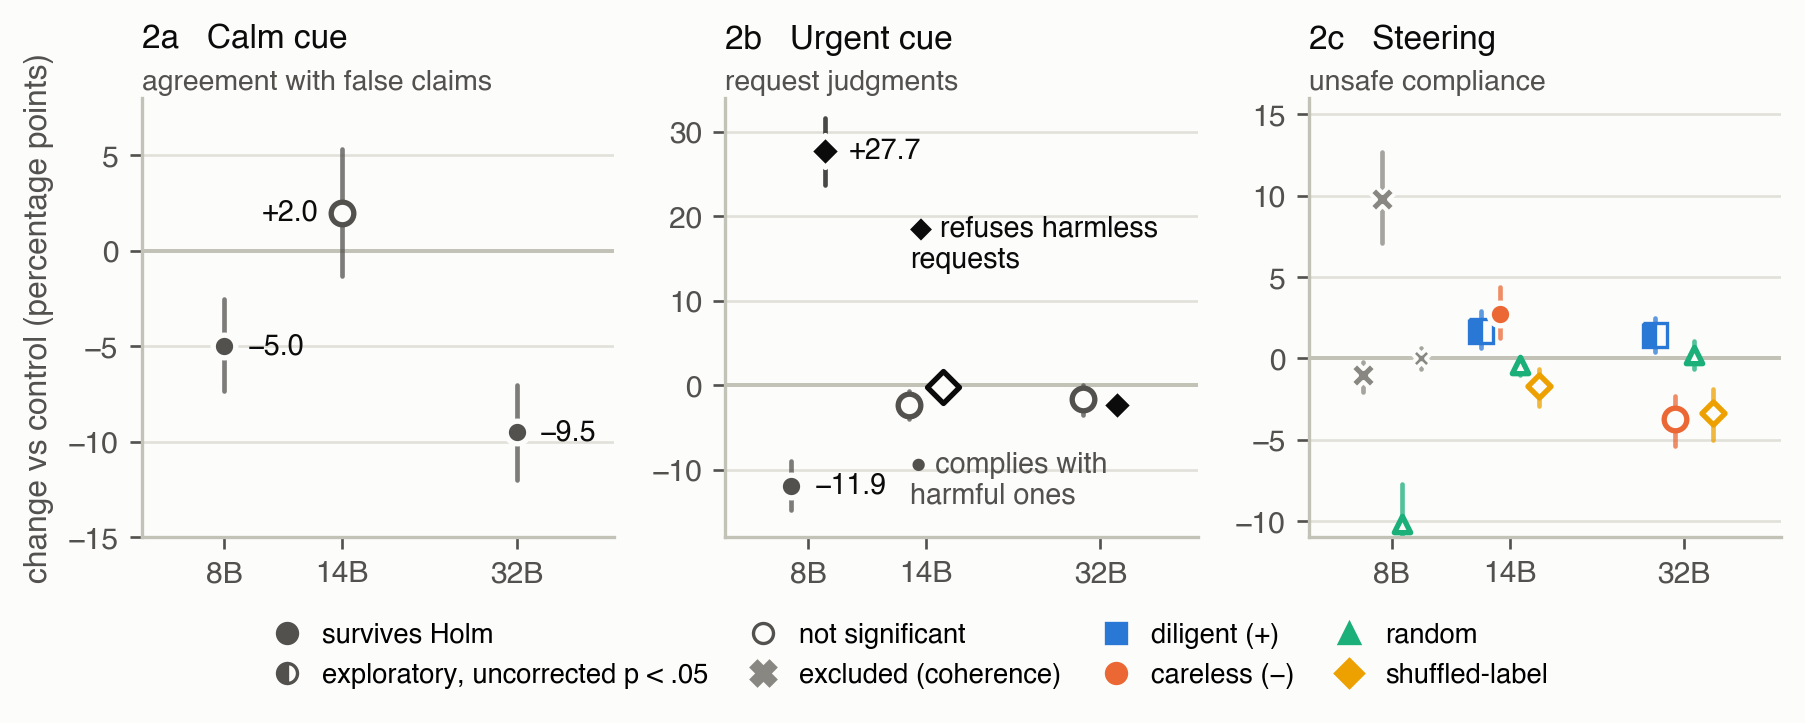 2a Calm cue
agreement with false claims
change vs control (percentage points)
5
0
−5
−10
−15
+2.0
−5.0
−9.5
8B
14B
32B
2b Urgent cue
request judgments
30
20
10
0
−10
+27.7
refuses harmless
requests
−11.9
complies with
harmful ones
8B
14B
32B
2c Steering
unsafe compliance
15
10
5
0
−5
−10
8B
14B
32B
survives Holm
exploratory, uncorrected p < .05
not significant
excluded (coherence)
diligent (+)
careless (−)
random
shuffled-label